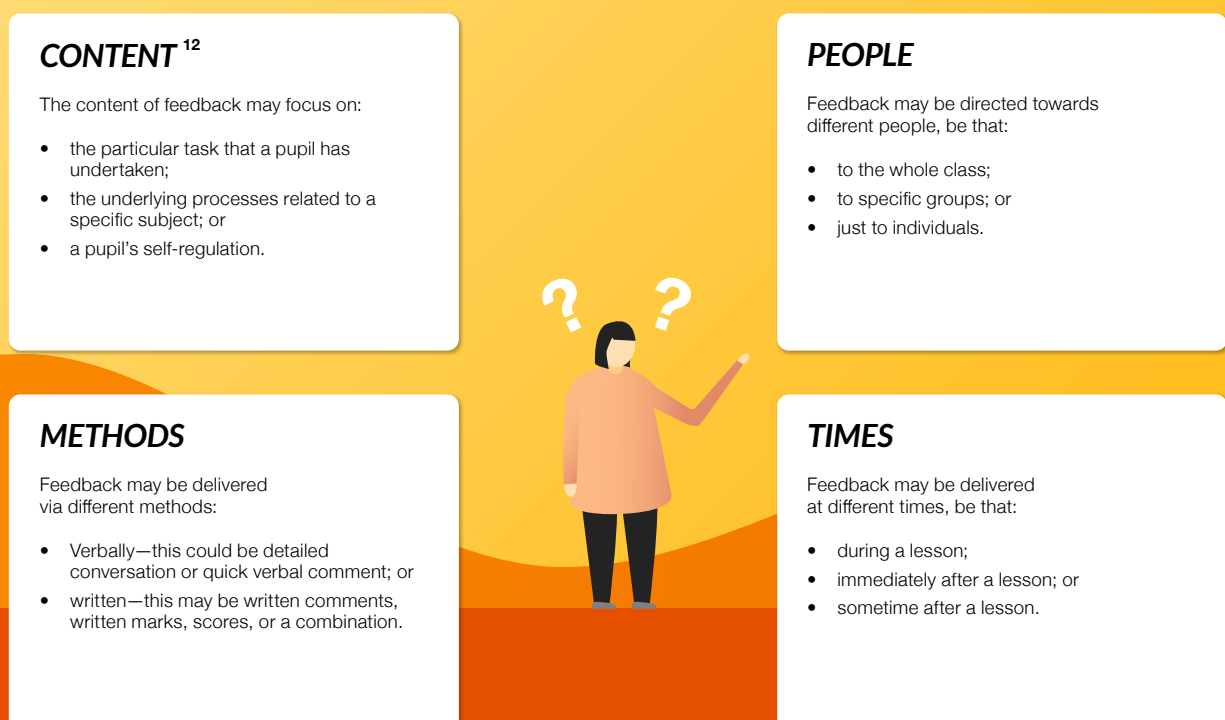 CONTENT 12
The content of feedback may focus on:
• the particular task that a pupil has
undertaken;
• the underlying processes related to a
specific subject; or
• a pupil's self-regulation.
PEOPLE
Feedback may be directed towards
different people, be that:
• to the whole class;
• to specific groups; or
• just to individuals.
? ?
METHODS
Feedback may be delivered
via different methods:
• Verbally—this could be detailed
conversation or quick verbal comment; or
• written—this may be written comments,
written marks, scores, or a combination.
TIMES
Feedback may be delivered
at different times, be that:
• during a lesson;
• immediately after a lesson; or
• sometime after a lesson.